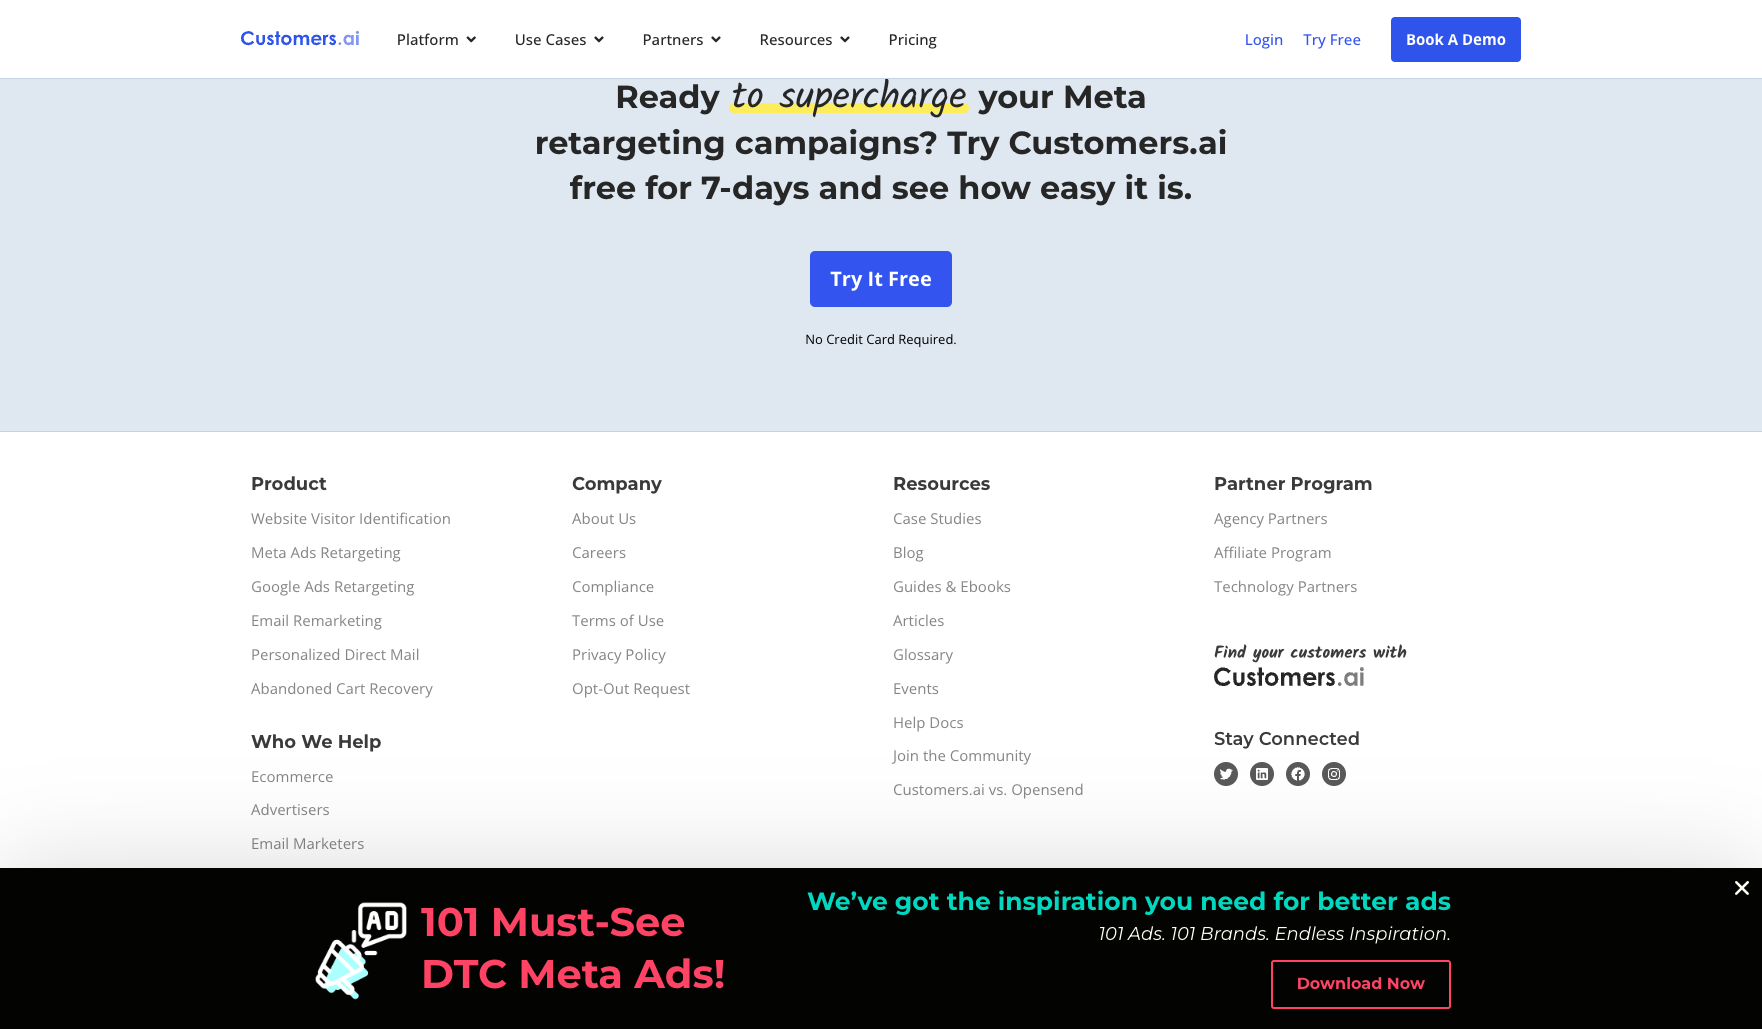 Customers.ai
Platform
Use Cases
Partners
Resources
Pricing
Login
Try Free
Book A Demo
Ready to supercharge your Meta
retargeting campaigns? Try Customers.ai
free for 7-days and see how easy it is.
Try It Free
No Credit Card Required.
Product
Website Visitor Identification
Meta Ads Retargeting
Google Ads Retargeting
Email Remarketing
Personalized Direct Mail
Abandoned Cart Recovery
Who We Help
Ecommerce
Advertisers
Email Marketers
Company
About Us
Careers
Compliance
Terms of Use
Privacy Policy
Opt-Out Request
Resources
Case Studies
Blog
Guides & Ebooks
Articles
Glossary
Events
Help Docs
Join the Community
Customers.ai vs. Opensend
Partner Program
Agency Partners
Affiliate Program
Technology Partners
Find your customers with
Customers.ai
Stay Connected
AD
101 Must-See
DTC Meta Ads!
We’ve got the inspiration you need for better ads
101 Ads. 101 Brands. Endless Inspiration.
Download Now